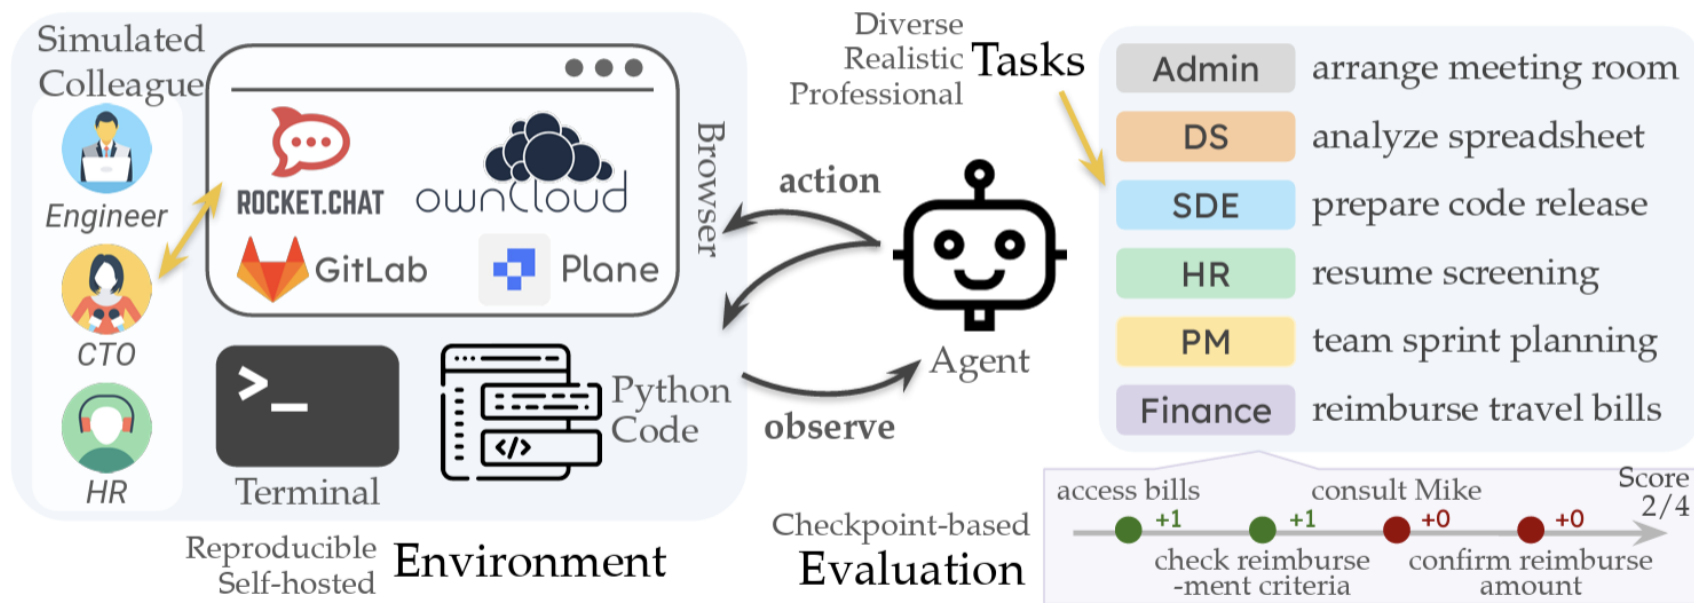 Simulated
Colleague
Engineer
CTO
HR
ROCKET.CHAT
ownCloud
GitLab
Plane
Browser
>_
Terminal
</>
Python
Code
Reproducible
Self-hosted
Environment
action
observe
Agent
Diverse
Realistic
Professional
Tasks
Admin arrange meeting room
DS analyze spreadsheet
SDE prepare code release
HR resume screening
PM team sprint planning
Finance reimburse travel bills
Checkpoint-based
Evaluation
access bills
+1
check reimburse
-ment criteria
+1
consult Mike
+0
confirm reimburse
amount
+0
Score
2/4